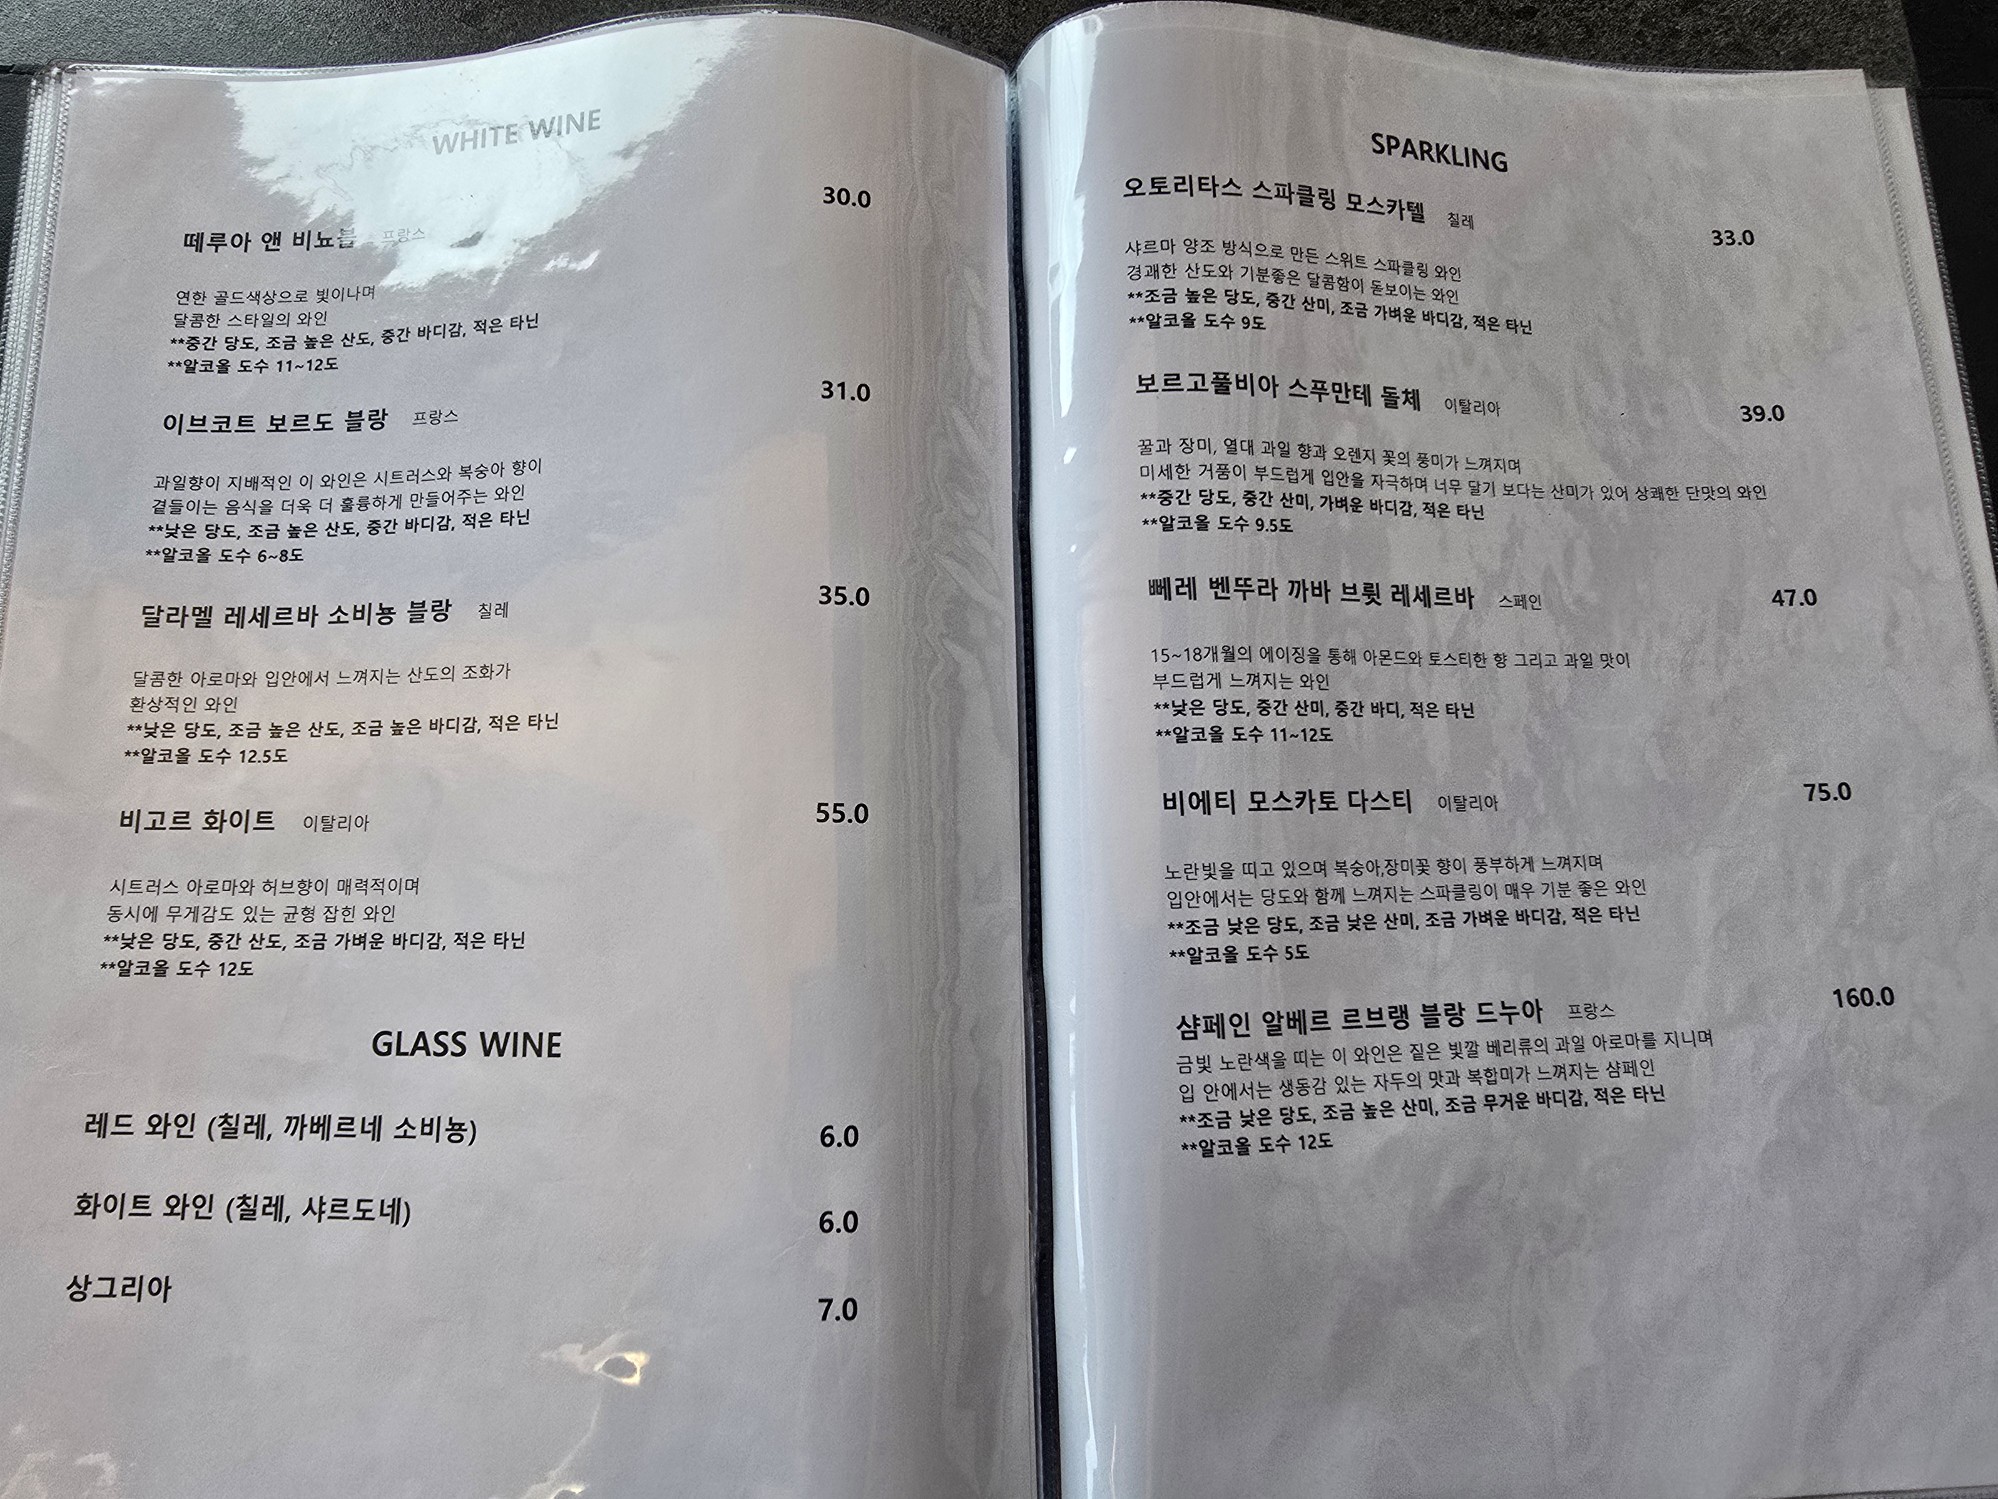 WHITE WINE
30.0
떼루아 앤 비뇨블 프랑스
연한 골드색상으로 빛이나며
달콤한 스타일의 와인
**중간 당도, 조금 높은 산도, 중간 바디감, 적은 타닌
**알코올 도수 11~12도
31.0
이브코트 보르도 블랑 프랑스
과일향이 지배적인 이 와인은 시트러스와 복숭아 향이
곁들이는 음식을 더욱 더 훌륭하게 만들어주는 와인
**낮은 당도, 조금 높은 산도, 중간 바디감, 적은 타닌
**알코올 도수 6~8도
35.0
달라멜 레세르바 소비뇽 블랑 칠레
달콤한 아로마와 입안에서 느껴지는 산도의 조화가
환상적인 와인
**낮은 당도, 조금 높은 산도, 조금 높은 바디감, 적은 타닌
**알코올 도수 12.5도
비고르 화이트 이탈리아 55.0
시트러스 아로마와 허브향이 매력적이며
동시에 무게감도 있는 균형 잡힌 와인
**낮은 당도, 중간 산도, 조금 가벼운 바디감, 적은 타닌
**알코올 도수 12도
GLASS WINE
레드 와인 (칠레, 까베르네 소비뇽) 6.0
화이트 와인 (칠레, 샤르도네) 6.0
상그리아 7.0
SPARKLING
오토리타스 스파클링 모스카텔 칠레
33.0
샤르마 양조 방식으로 만든 스위트 스파클링 와인
경쾌한 산도와 기분좋은 달콤함이 돋보이는 와인
**조금 높은 당도, 중간 산미, 조금 가벼운 바디감, 적은 타닌
**알코올 도수 9도
보르고풀비아 스푸만테 돌체 이탈리아 39.0
꿀과 장미, 열대 과일 향과 오렌지 꽃의 풍미가 느껴지며
미세한 거품이 부드럽게 입안을 자극하며 너무 달기 보다는 산미가 있어 상쾌한 단맛의 와인
**중간 당도, 중간 산미, 가벼운 바디감, 적은 타닌
**알코올 도수 9.5도
뻬레 벤뚜라 까바 브륏 레세르바 스페인 47.0
15~18개월의 에이징을 통해 아몬드와 토스티한 향 그리고 과일 맛이
부드럽게 느껴지는 와인
**낮은 당도, 중간 산미, 중간 바디, 적은 타닌
**알코올 도수 11~12도
비에티 모스카토 다스티 이탈리아 75.0
노란빛을 띠고 있으며 복숭아,장미꽃 향이 풍부하게 느껴지며
입안에서는 당도와 함께 느껴지는 스파클링이 매우 기분 좋은 와인
**조금 낮은 당도, 조금 낮은 산미, 조금 가벼운 바디감, 적은 타닌
**알코올 도수 5도
샴페인 알베르 르브랭 블랑 드누아 프랑스 160.0
금빛 노란색을 띠는 이 와인은 짙은 빛깔 베리류의 과일 아로마를 지니며
입 안에서는 생동감 있는 자두의 맛과 복합미가 느껴지는 샴페인
**조금 낮은 당도, 조금 높은 산미, 조금 무거운 바디감, 적은 타닌
**알코올 도수 12도